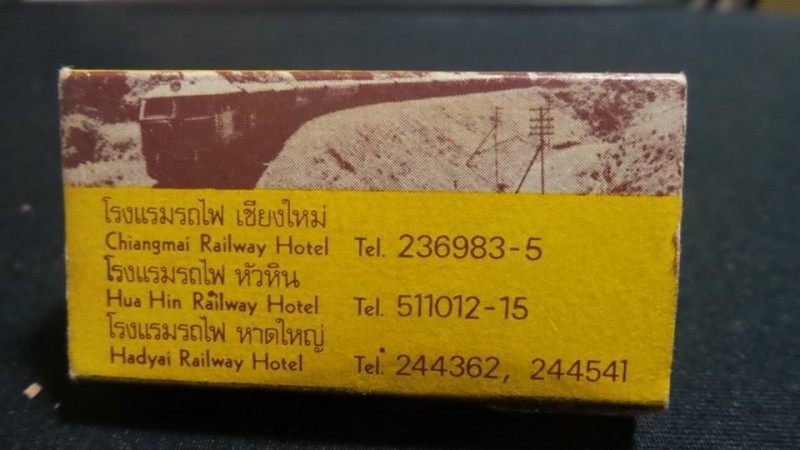 โรงแรมรถไฟ เชียงใหม่
Chiangmai Railway Hotel Tel. 236983-5
โรงแรมรถไฟ หัวหิน
Hua Hin Railway Hotel Tel. 511012-15
โรงแรมรถไฟ หาดใหญ่
Hadyai Railway Hotel Tel. 244362, 244541